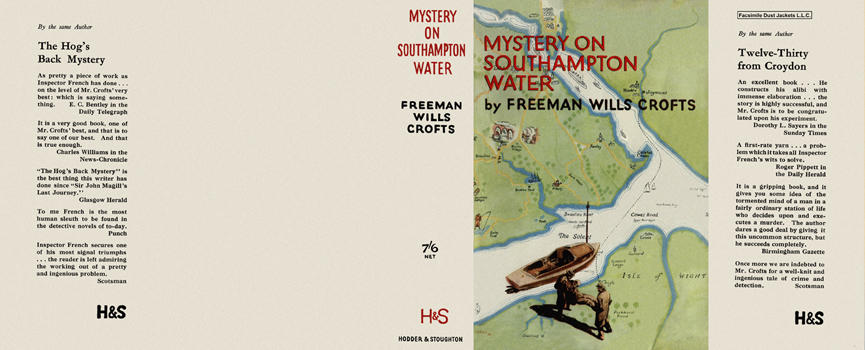 By the same Author
The Hog's
Back Mystery
As pretty a piece of work as
Inspector French has done . . .
on the level of Mr. Crofts' very
best; which is saying some-
thing. E. C. Bentley in the
Daily Telegraph
It is a very good book, one of
Mr. Crofts' best, and that is to
say one of our best. And that
is true enough.
Charles Williams in the
News-Chronicle
"The Hog's Back Mystery" is
the best thing this writer has
done since "Sir John Magill's
Last Journey."
Glasgow Herald
To me French is the most
human sleuth to be found in
the detective novels of to-day.
Punch
Inspector French secures one
of his most signal triumphs
. . . the reader is left admiring
the working out of a pretty
and ingenious problem.
Scotsman
H&S
MYSTERY
ON
SOUTHAMPTON
WATER
FREEMAN
WILLS
CROFTS
7/6
NET
H&S
HODDER & STOUGHTON
MYSTERY ON
SOUTHAMPTON
WATER
by FREEMAN WILLS CROFTS
Cowes Road
The Solent
ISLE OF WIGHT
Facsimile Dust Jackets L.L.C.
By the same Author
Twelve-Thirty
from Croydon
An excellent book . . . He
constructs his alibi with
immense elaboration . . . the
story is highly successful, and
Mr. Crofts is to be congratu-
lated upon his experiment.
Dorothy L. Sayers in the
Sunday Times
A first-rate yarn . . . a prob-
lem which it takes all Inspector
French's wits to solve.
Roger Pippett in
the Daily Herald
It is a gripping book, and it
gives you some idea of the
tormented mind of a man in a
fairly ordinary station of life
who decides upon and exe-
cutes a murder. The author
dares a good deal by giving it
this uncommon structure, but
he succeeds completely.
Birmingham Gazette
Once more we are indebted to
Mr. Crofts for a well-knit and
ingenious tale of crime and
detection. Scotsman
H&S